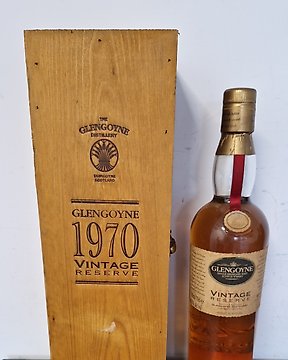 THE
GLENGOYNE
DISTILLERY
DUMGOYNE
SCOTLAND
GLENGOYNE
1970
VINTAGE
RESERVE
GLENGOYNE
VINTAGE
RESERVE